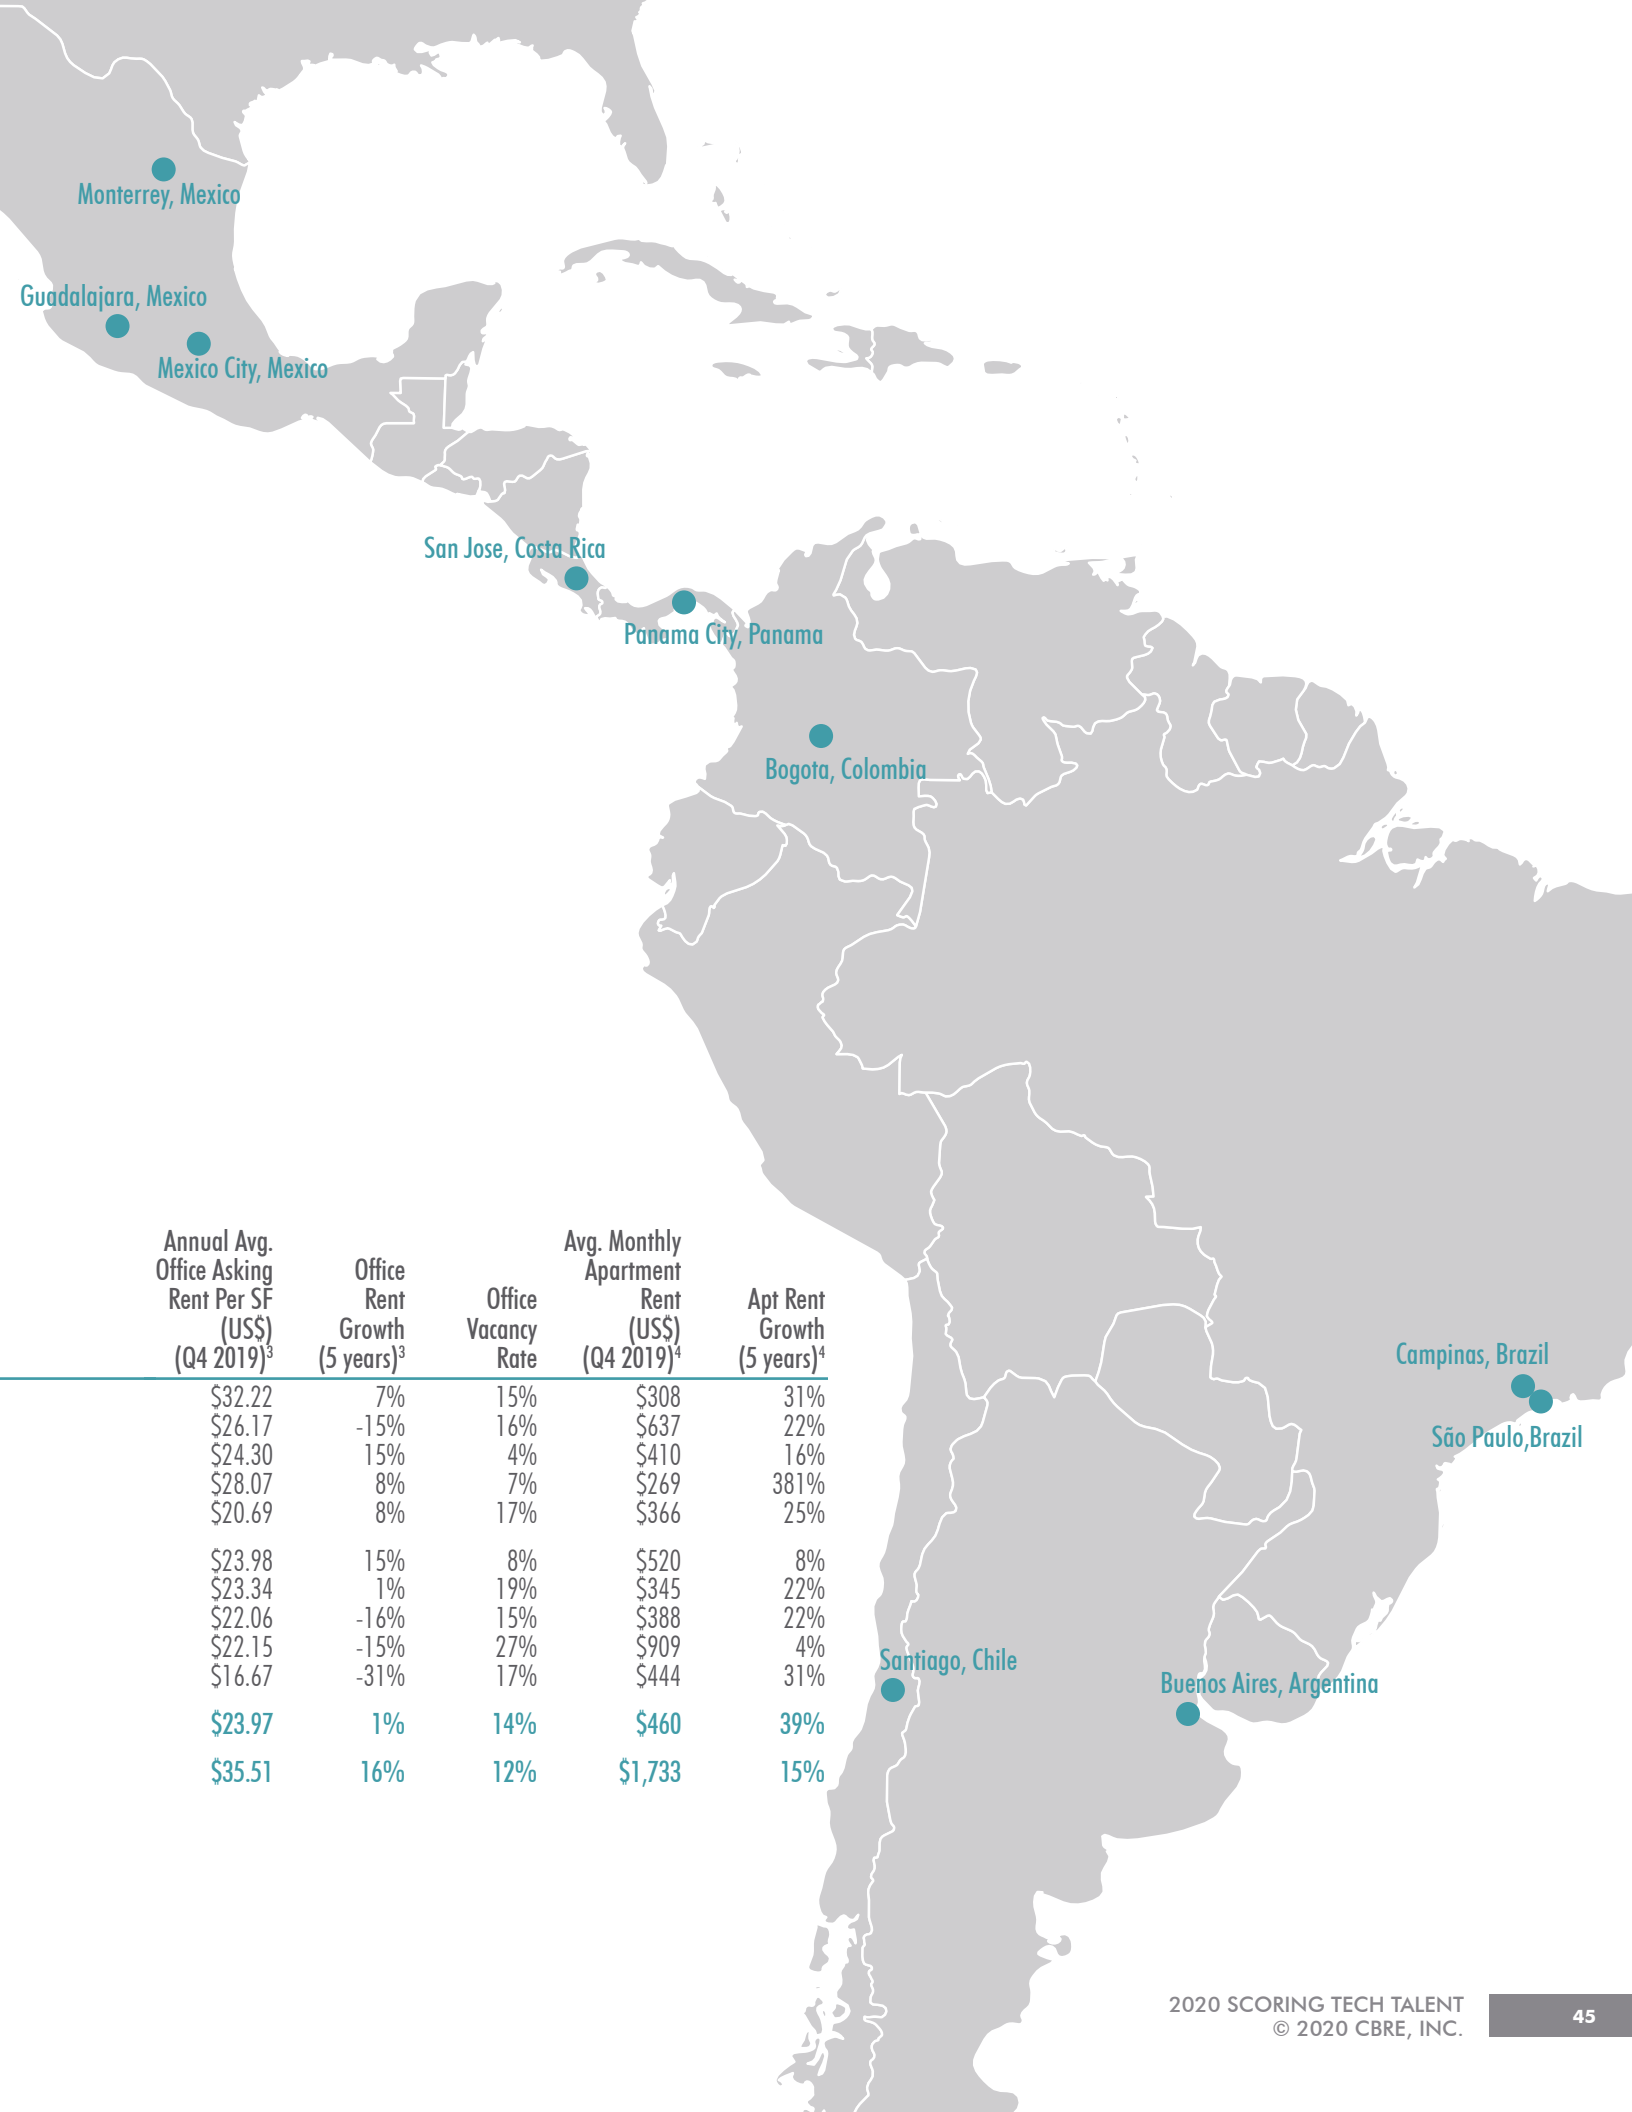 Monterrey, Mexico
Guadalajara, Mexico
Mexico City, Mexico
San Jose, Costa Rica
Panama City, Panama
Bogota, Colombia
Annual Avg. Office Asking Rent Per SF (US$) (Q4 2019)3
Office Rent Growth (5 years)3
Office Vacancy Rate
Avg. Monthly Apartment Rent (US$) (Q4 2019)4
Apt Rent Growth (5 years)4
$32.22 7% 15% $308 31%
$26.17 -15% 16% $637 22%
$24.30 15% 4% $410 16%
$28.07 8% 7% $269 381%
$20.69 8% 17% $366 25%
$23.98 15% 8% $520 8%
$23.34 1% 19% $345 22%
$22.06 -16% 15% $388 22%
$22.15 -15% 27% $909 4%
$16.67 -31% 17% $444 31%
$23.97 1% 14% $460 39%
$35.51 16% 12% $1,733 15%
Campinas, Brazil
São Paulo,Brazil
Santiago, Chile
Buenos Aires, Argentina
2020 SCORING TECH TALENT
© 2020 CBRE, INC.
45